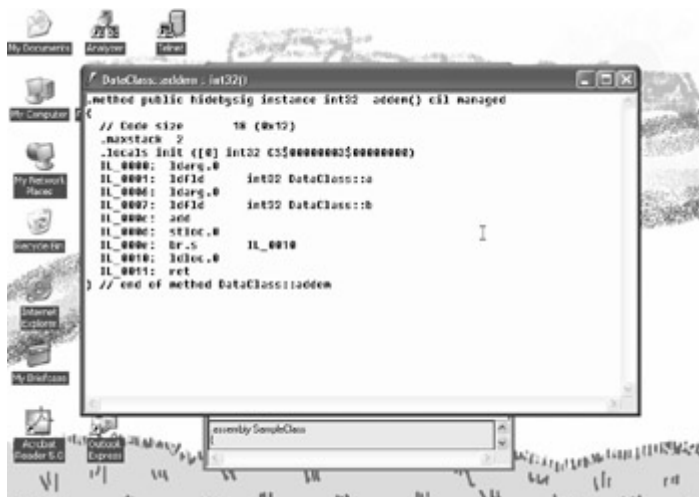 My Documents
Analyzer
Telnet
My Computer
My Network
Places
Recycle Bin
Internet
Explorer
My Briefcase
Acrobat
Reader 5.0
Outlook
Express
DataClass::addem : int32()
.method public hidebysig instance int32 addem() cil managed
{
// Code size 18 (0x12)
.maxstack 2
.locals init ([0] int32 CS$00000003$00000000)
IL_0000: ldarg.0
IL_0001: ldfld int32 DataClass::a
IL_0006: ldarg.0
IL_0007: ldfld int32 DataClass::b
IL_000c: add
IL_000d: stloc.0
IL_000e: br.s IL_0010
IL_0010: ldloc.0
IL_0011: ret
} // end of method DataClass::addem
assembly SampleClass
{